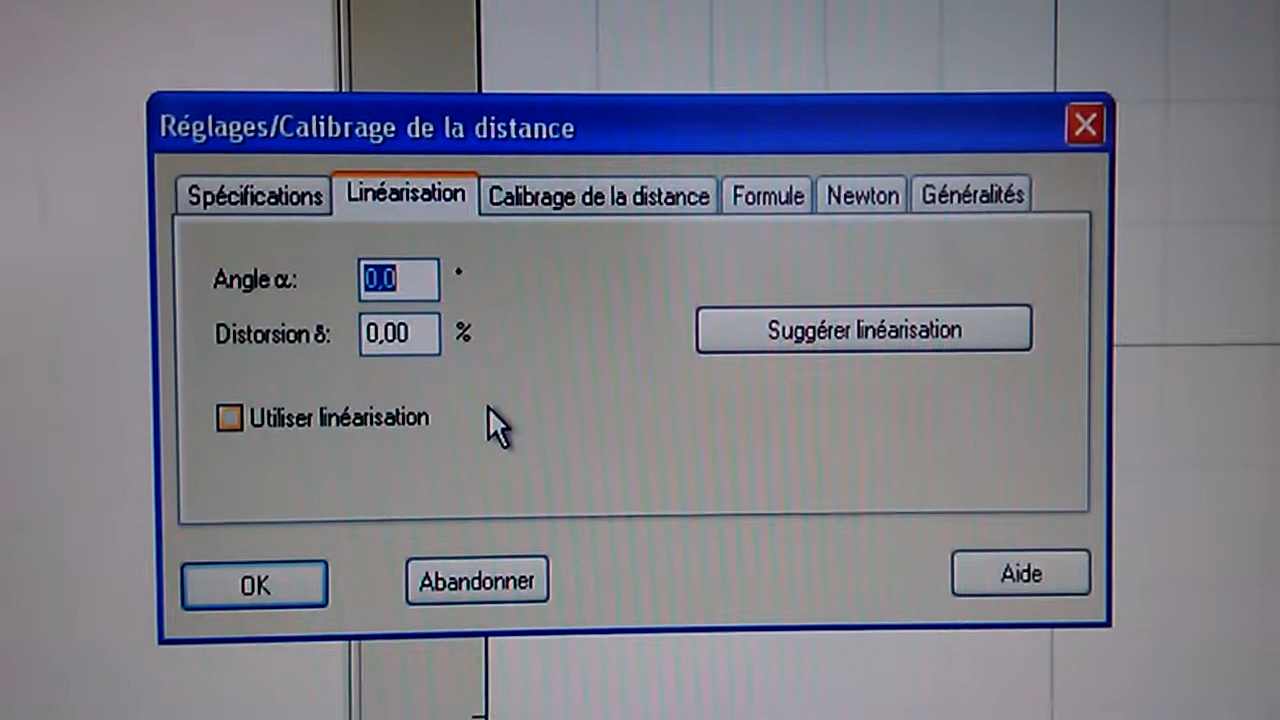 Réglages/Calibrage de la distance
Spécifications Linéarisation Calibrage de la distance Formule Newton Généralités
Angle α: 0,0 °
Distorsion δ: 0,00 %
Suggérer linéarisation
Utiliser linéarisation
OK Abandonner Aide